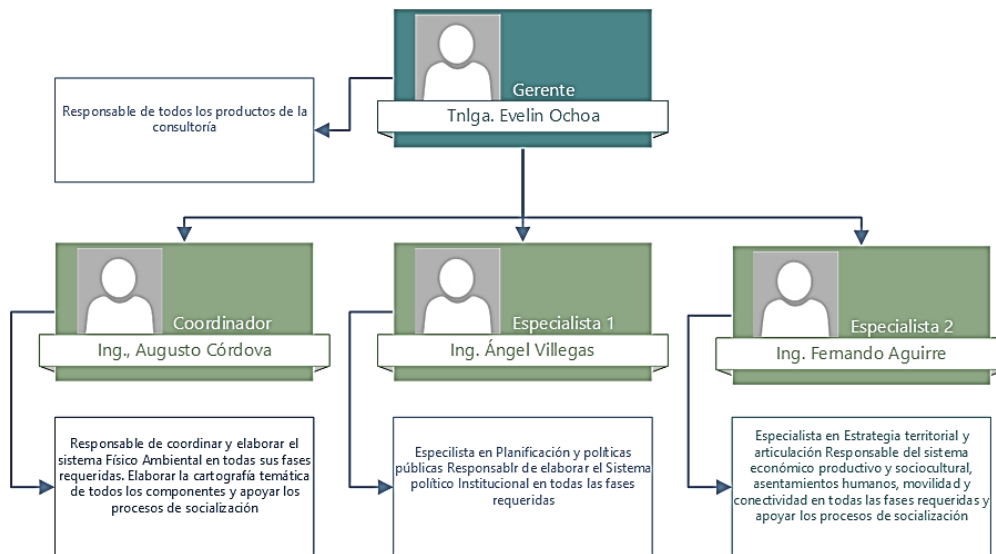 Gerente
Tnlga. Evelin Ochoa
Responsable de todos los productos de la
consultoría
Coordinador
Ing., Augusto Córdova
Especialista 1
Ing. Ángel Villegas
Especialista 2
Ing. Fernando Aguirre
Responsable de coordinar y elaborar el
sistema Físico Ambiental en todas sus fases
requeridas. Elaborar la cartografía temática
de todos los componentes y apoyar los
procesos de socialización
Especilista en Planificación y políticas
públicas Responsablr de elaborar el Sistema
político Institucional en todas las fases
requeridas
Especialista en Estrategia territorial y
articulación Responsable del sistema
económico productivo y sociocultural,
asentamientos humanos, movilidad y
conectividad en todas las fases requeridas y
apoyar los procesos de socialización